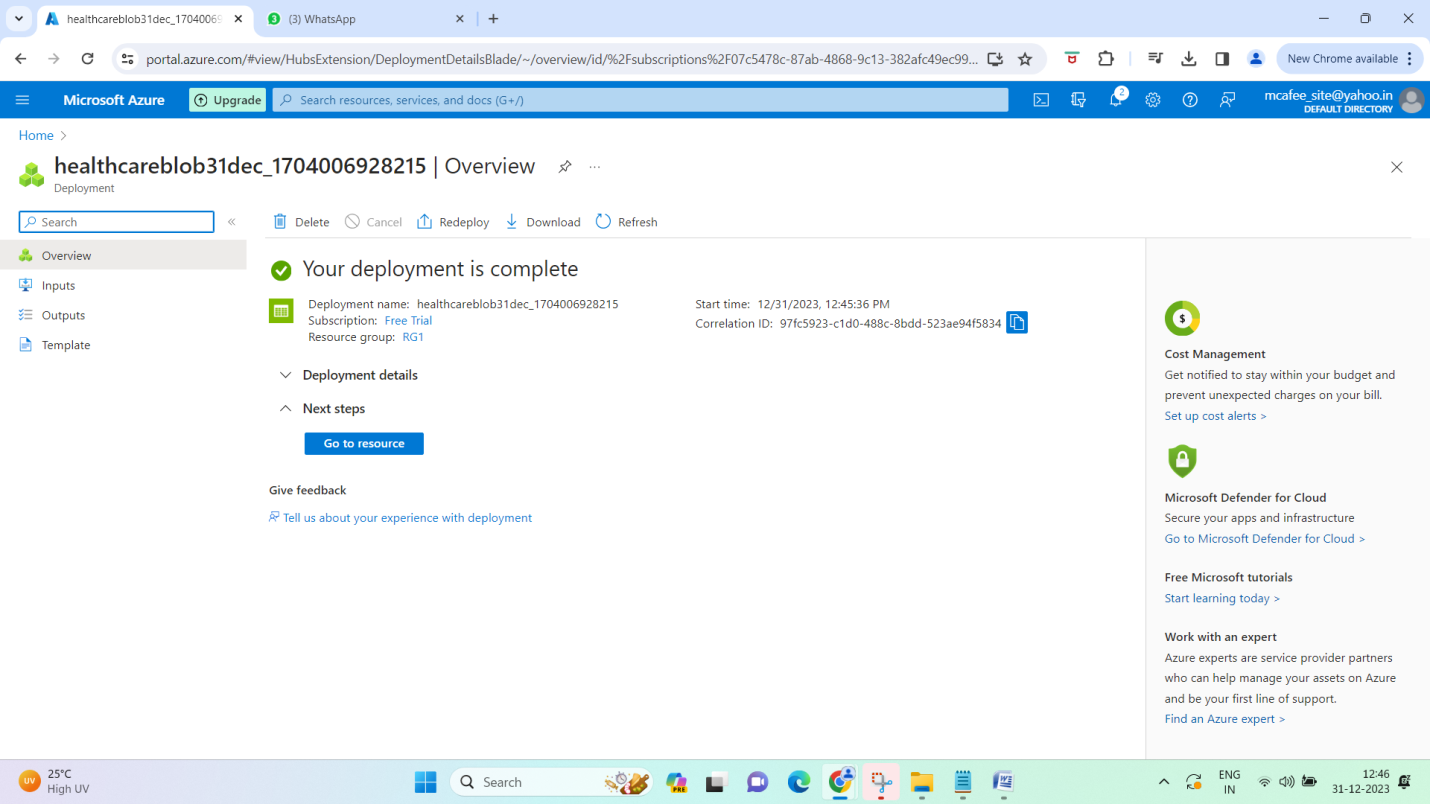 healthcareblob31dec_17040069
(3) WhatsApp
portal.azure.com/#view/HubsExtension/DeploymentDetailsBlade/~/overview/id/%2Fsubscriptions%2F07c5478c-87ab-4868-9c13-382afc49ec99...
New Chrome available
Microsoft Azure
Upgrade
Search resources, services, and docs (G+/)
2
mcafee_site@yahoo.in
DEFAULT DIRECTORY
Home
healthcareblob31dec_1704006928215 | Overview
Deployment
Search
Overview
Inputs
Outputs
Template
Delete
Cancel
Redeploy
Download
Refresh
Your deployment is complete
Deployment name: healthcareblob31dec_1704006928215
Subscription: Free Trial
Resource group: RG1
Start time: 12/31/2023, 12:45:36 PM
Correlation ID: 97fc5923-c1d0-488c-8bdd-523ae94f5834
Deployment details
Next steps
Go to resource
Give feedback
Tell us about your experience with deployment
Cost Management
Get notified to stay within your budget and
prevent unexpected charges on your bill.
Set up cost alerts >
Microsoft Defender for Cloud
Secure your apps and infrastructure
Go to Microsoft Defender for Cloud >
Free Microsoft tutorials
Start learning today >
Work with an expert
Azure experts are service provider partners
who can help manage your assets on Azure
and be your first line of support.
Find an Azure expert >
UV
25°C
High UV
Search
PRE
ENG
IN
12:46
31-12-2023